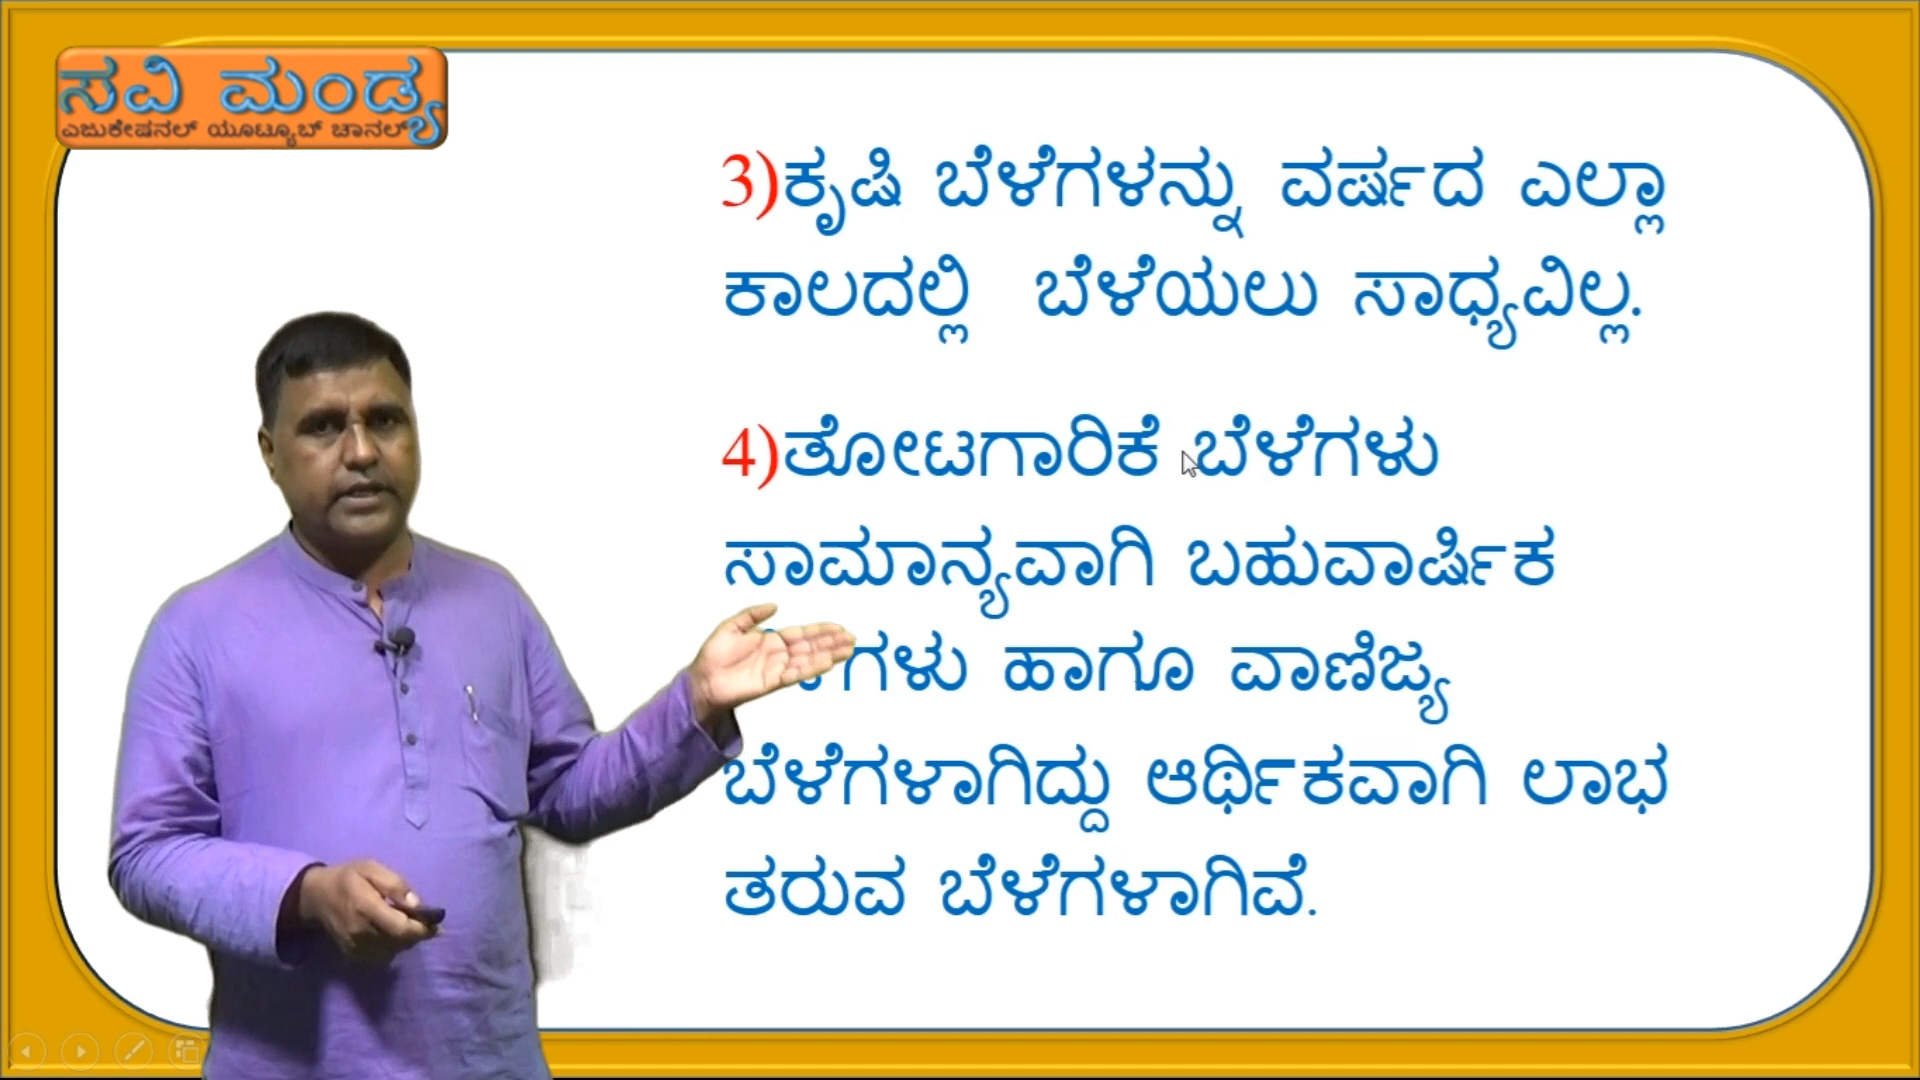 ಸವಿ ಮಂಡ್ಯ
ಎಜುಕೇಷನಲ್ ಯೂಟ್ಯೂಬ್ ಚಾನಲ್
3)ಕೃಷಿ ಬೆಳೆಗಳನ್ನು ವರ್ಷದ ಎಲ್ಲಾ
ಕಾಲದಲ್ಲಿ ಬೆಳೆಯಲು ಸಾಧ್ಯವಿಲ್ಲ.
4)ತೋಟಗಾರಿಕೆ ಬೆಳೆಗಳು
ಸಾಮಾನ್ಯವಾಗಿ ಬಹುವಾರ್ಷಿಕ
ಹಾಗೂ ವಾಣಿಜ್ಯ
ಬೆಳೆಗಳಾಗಿದ್ದು ಆರ್ಥಿಕವಾಗಿ ಲಾಭ
ತರುವ ಬೆಳೆಗಳಾಗಿವೆ.